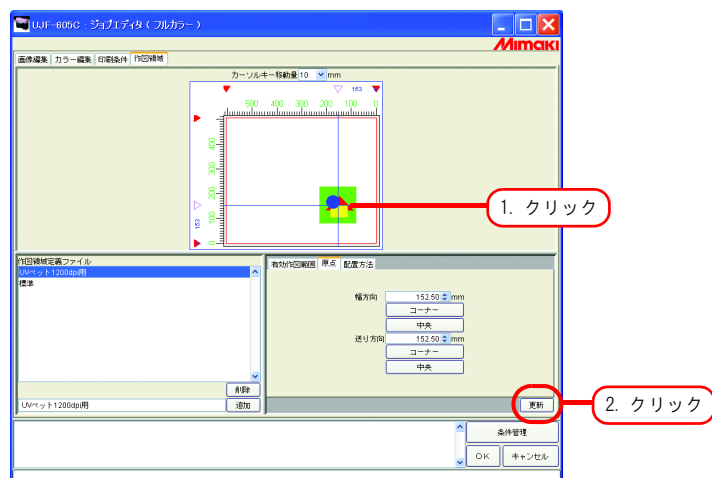 UJF-605C : ジョブエディタ ( フルカラー )
Mimaki
画像編集 カラー編集 印刷条件 作図領域
カーソルキー移動量 10 mm
153
500 400 300 200 100 0
400
300
200
100
0
153
1. クリック
作図領域定義ファイル
UVペット1200dpi用
標準
削除
UVペット1200dpi用 追加
有効作図範囲 原点 配置方法
幅方向 152.50 mm
コーナー
中央
送り方向 152.50 mm
コーナー
中央
更新
2. クリック
条件管理
OK キャンセル